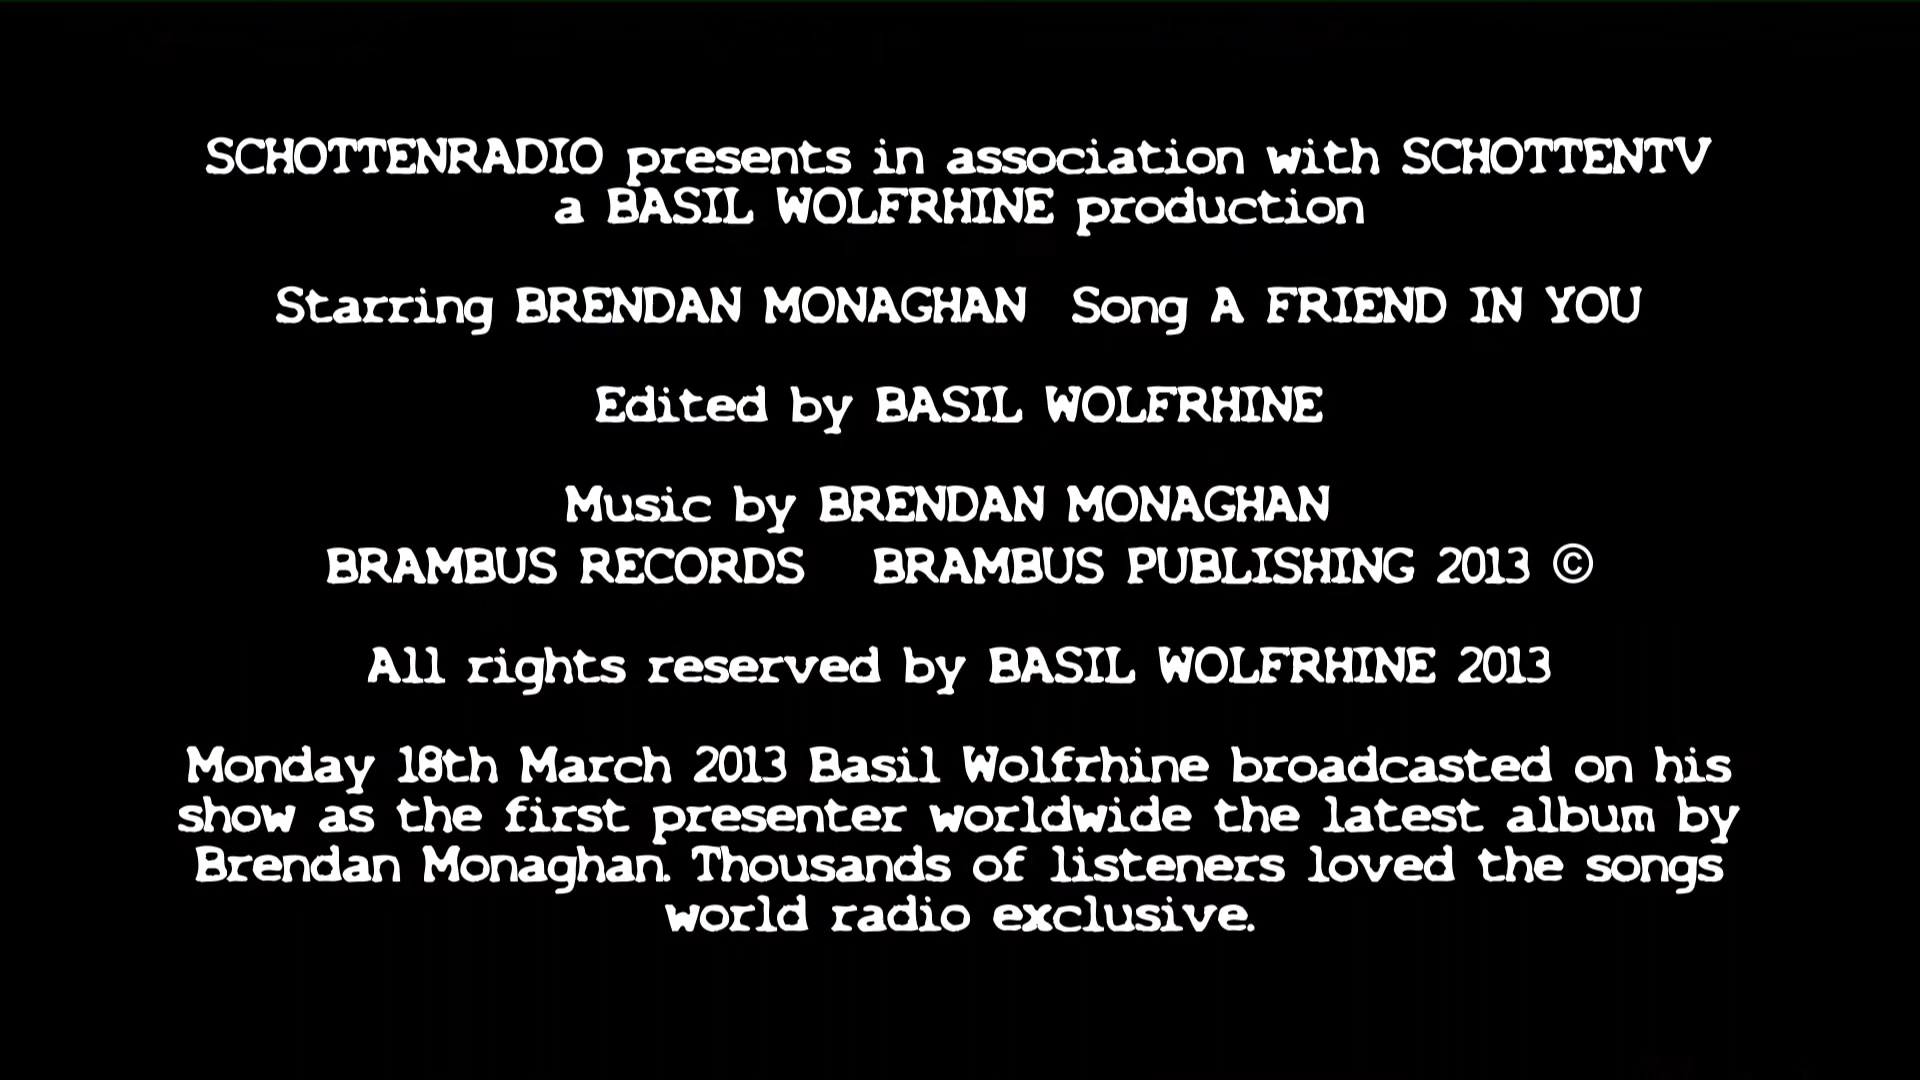 SCHOTTENRADIO presents in association with SCHOTTENTV
a BASIL WOLFRHINE production
Starring BRENDAN MONAGHAN Song A FRIEND IN YOU
Edited by BASIL WOLFRHINE
Music by BRENDAN MONAGHAN
BRAMBUS RECORDS BRAMBUS PUBLISHING 2013 ©
All rights reserved by BASIL WOLFRHINE 2013
Monday 18th March 2013 Basil Wolfrhine broadcasted on his
show as the first presenter worldwide the latest album by
Brendan Monaghan. Thousands of listeners loved the songs
world radio exclusive.